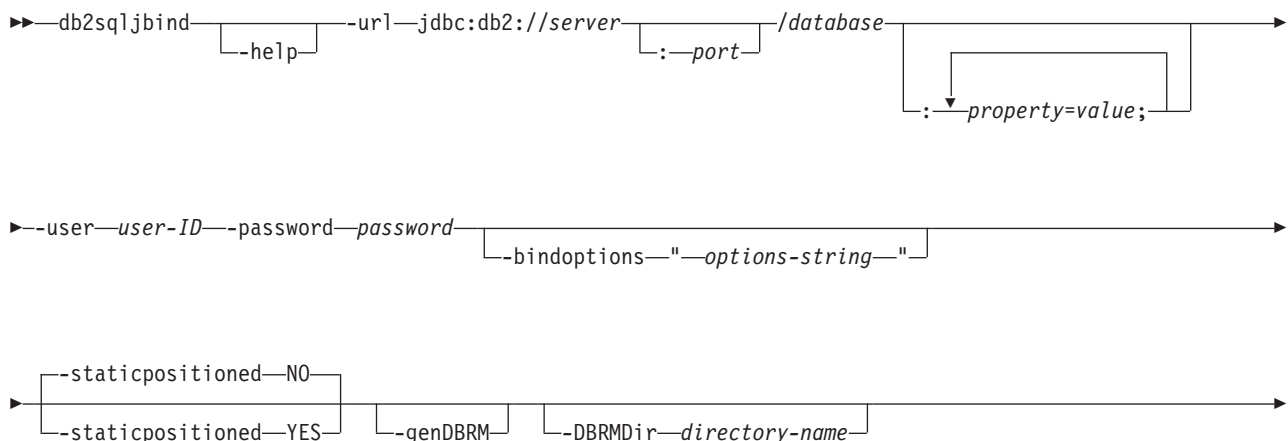 db2sqljbind -help -url jdbc:db2://server : port /database : property=value;
-user user-ID -password password -bindoptions " options-string "
-staticpositioned NO
-staticpositioned YES -genDBRM -DBRMDir directory-name